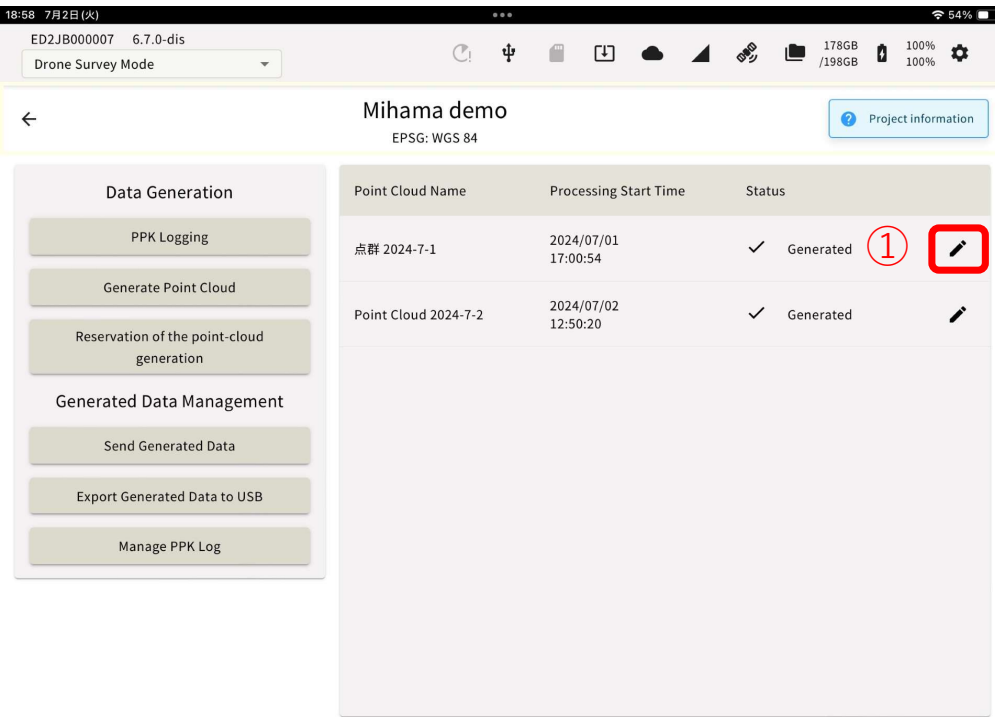 18:58 7月2日(火)
54%
ED2JB000007 6.7.0-dis
Drone Survey Mode
178GB
/198GB
100%
100%
Mihama demo
EPSG: WGS 84
Project information
Data Generation
PPK Logging
Generate Point Cloud
Reservation of the point-cloud
generation
Generated Data Management
Send Generated Data
Export Generated Data to USB
Manage PPK Log
Point Cloud Name Processing Start Time Status
点群 2024-7-1
2024/07/01
17:00:54
Generated
①
Point Cloud 2024-7-2
2024/07/02
12:50:20
Generated